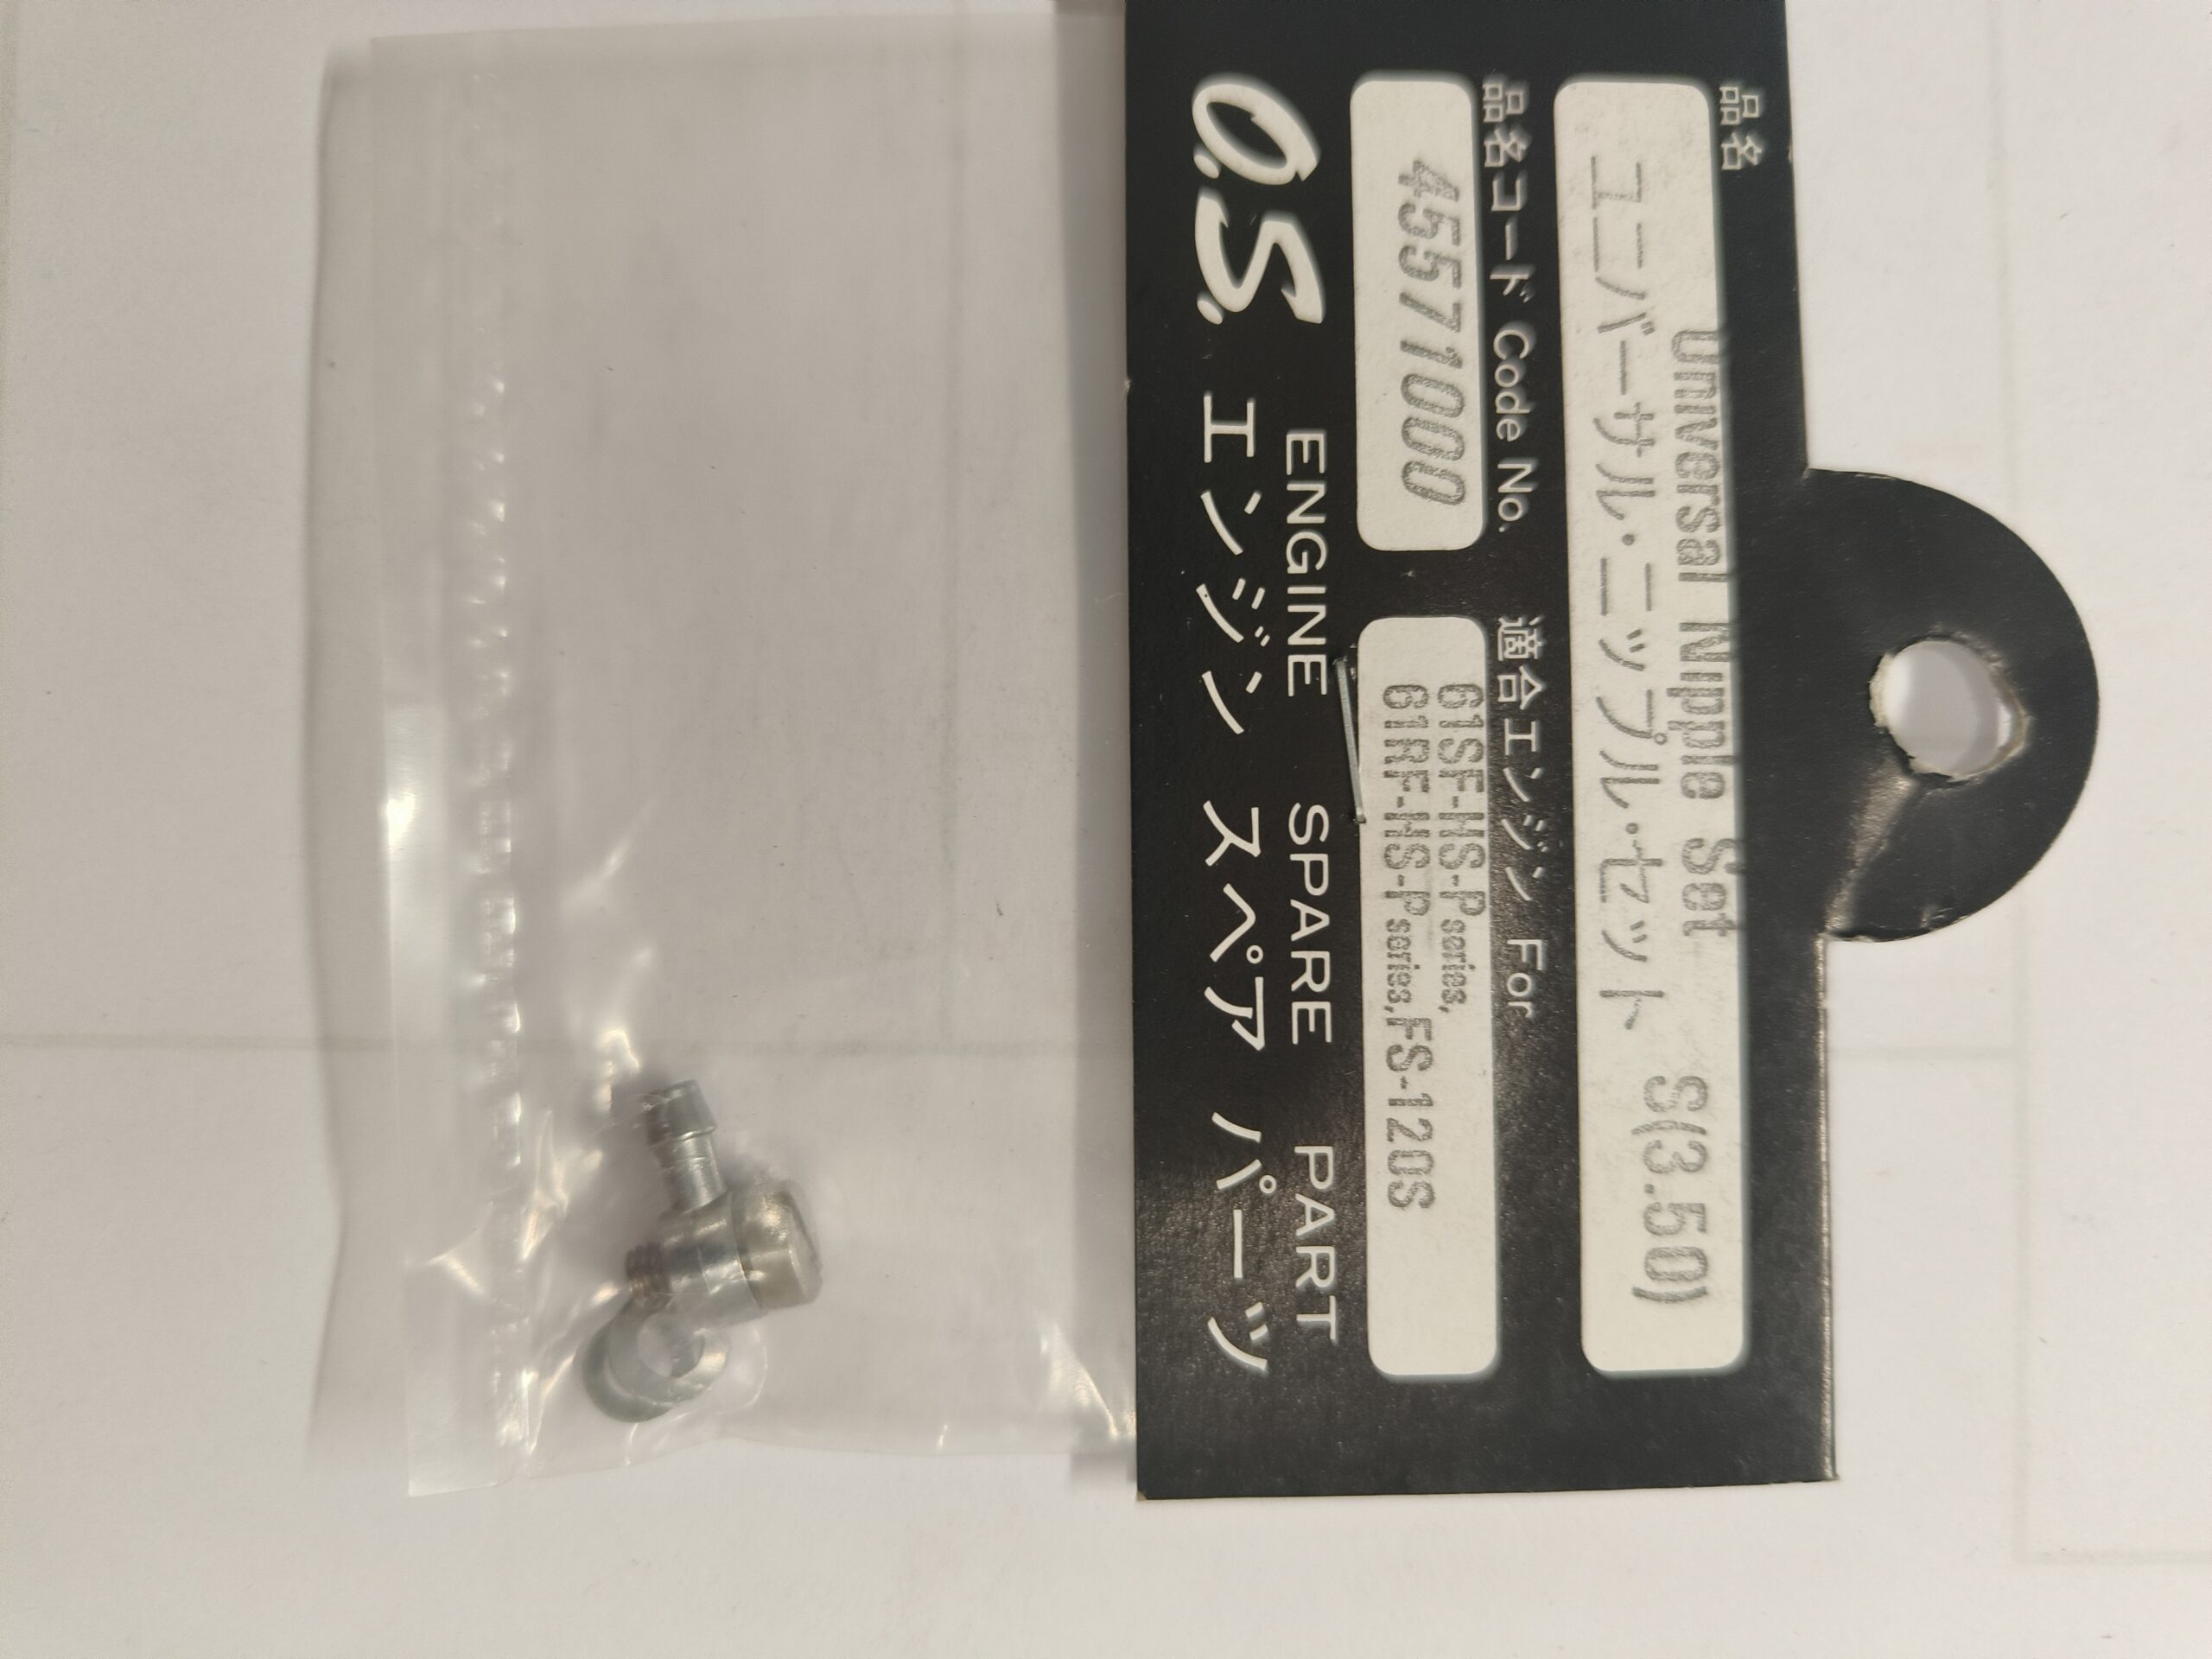 品名
Universal Nipple Set
ユニバーサル・ニップル・セット S(3.50)
品名コード Code No. 適合エンジン For
45571000
61SF-HS-P series,
61RF-HS-P series, FS-120S
O.S. ENGINE SPARE PART
エンジン スペア パーツ